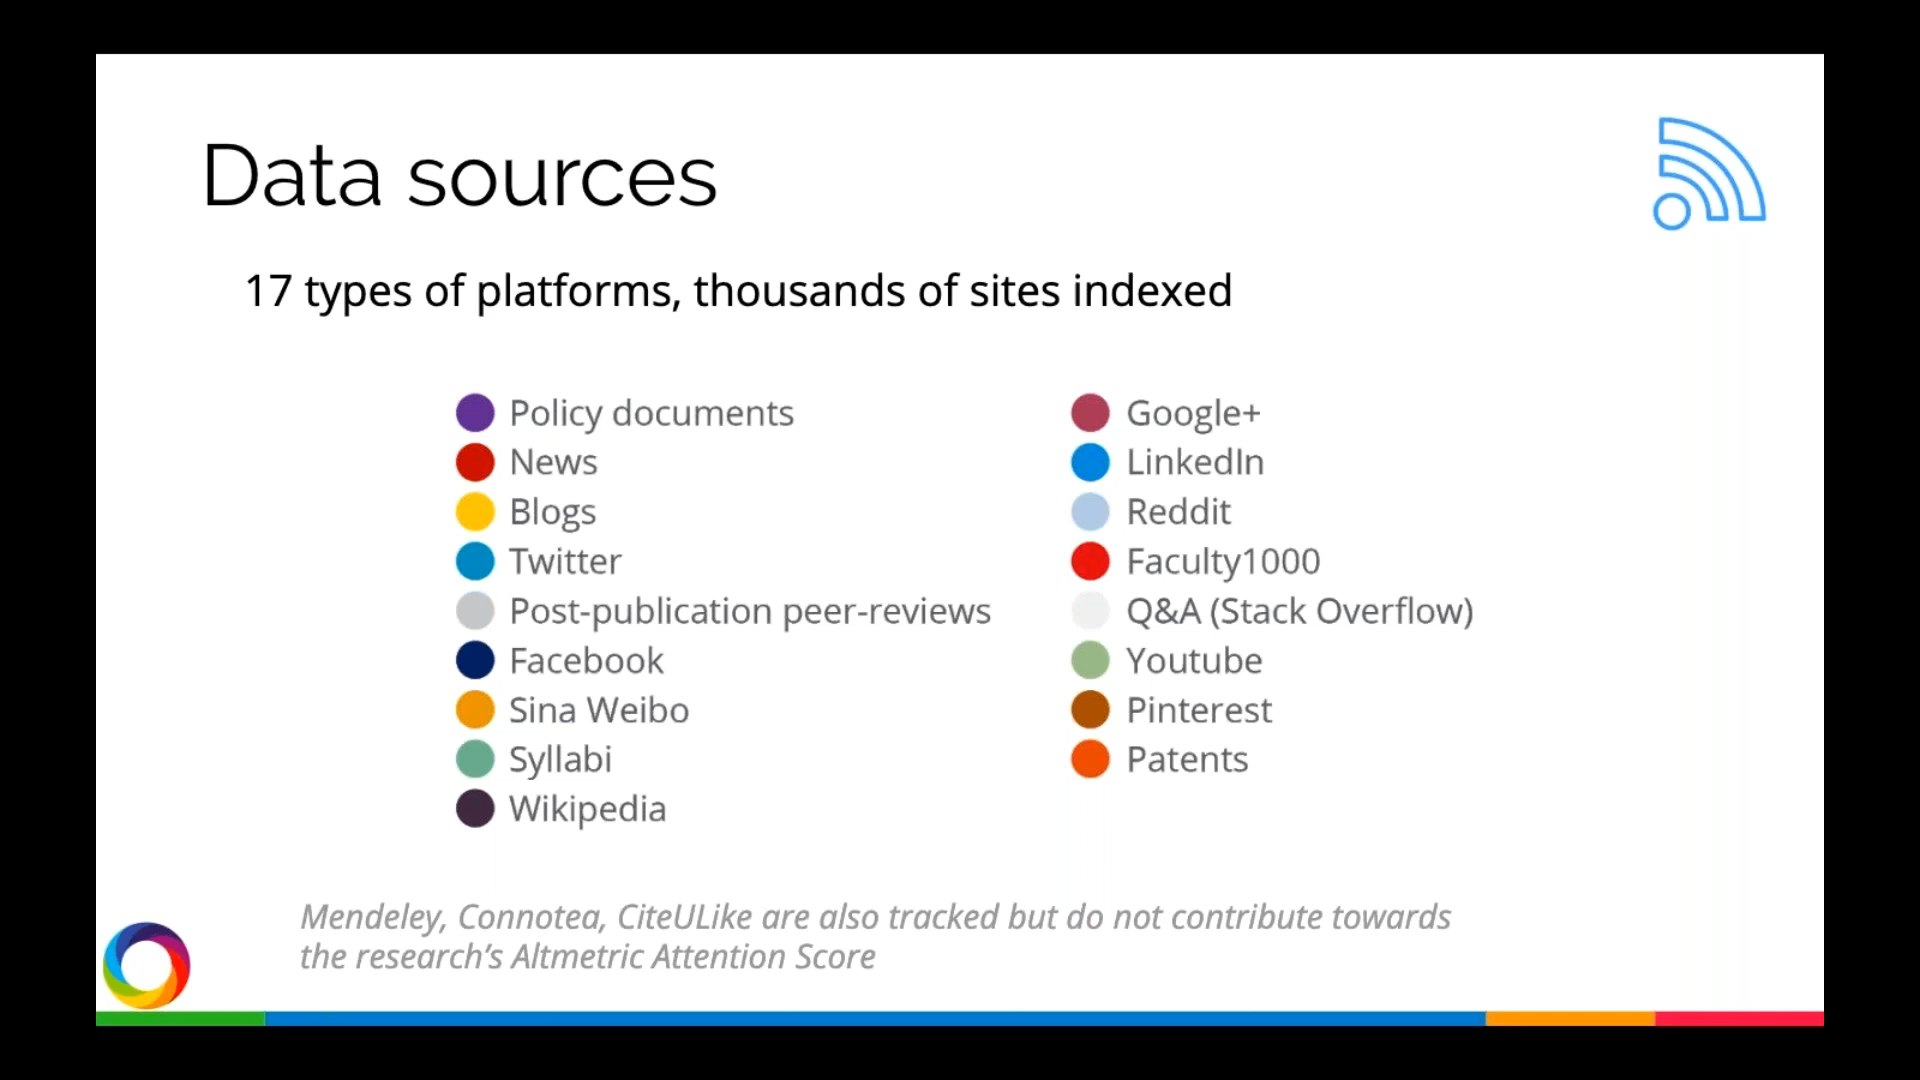 Data sources
17 types of platforms, thousands of sites indexed
Policy documents
News
Blogs
Twitter
Post-publication peer-reviews
Facebook
Sina Weibo
Syllabi
Wikipedia
Google+
LinkedIn
Reddit
Faculty1000
Q&A (Stack Overflow)
Youtube
Pinterest
Patents
Mendeley, Connotea, CiteULike are also tracked but do not contribute towards
the research’s Altmetric Attention Score